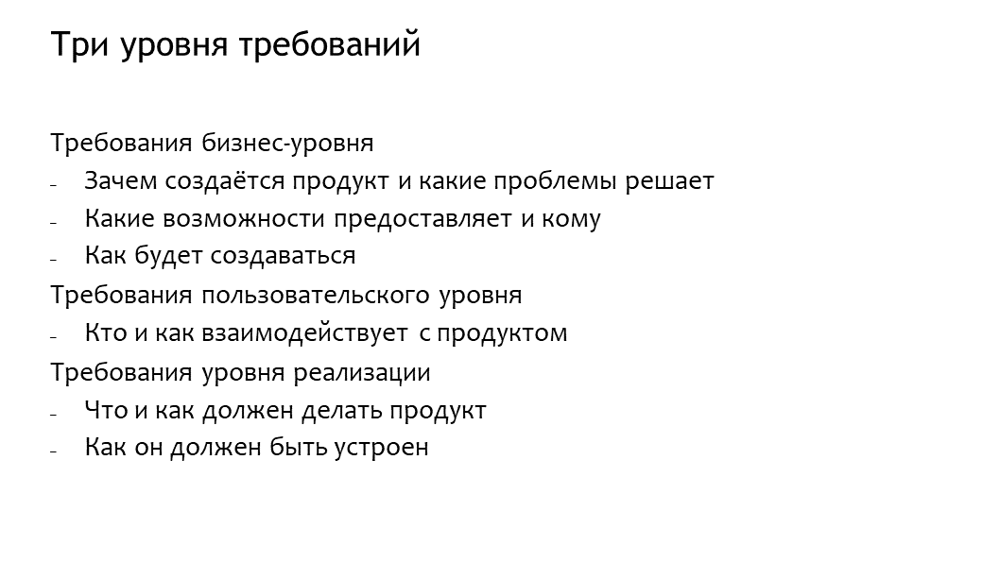 Три уровня требований
Требования бизнес-уровня
– Зачем создаётся продукт и какие проблемы решает
– Какие возможности предоставляет и кому
– Как будет создаваться
Требования пользовательского уровня
– Кто и как взаимодействует с продуктом
Требования уровня реализации
– Что и как должен делать продукт
– Как он должен быть устроен